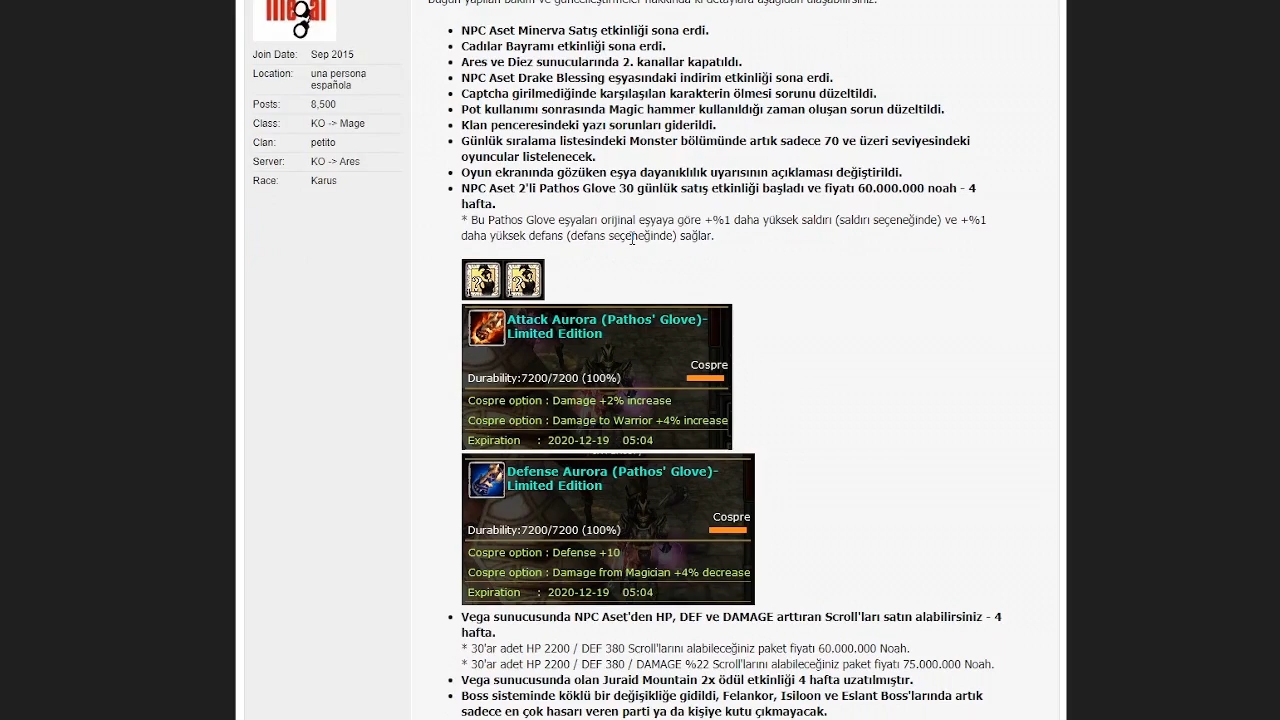 Bugün yapılan bakım ve güncelleştirmeler hakkında ki detaylara aşağıdan ulaşabilirsiniz.
illegal
Join Date: Sep 2015
Location: una persona
española
Posts: 8,500
Class: KO -> Mage
Clan: petito
Server: KO -> Ares
Race: Karus
• NPC Aset Minerva Satış etkinliği sona erdi.
• Cadılar Bayramı etkinliği sona erdi.
• Ares ve Diez sunucularında 2. kanallar kapatıldı.
• NPC Aset Drake Blessing eşyasındaki indirim etkinliği sona erdi.
• Captcha girilmediğinde karşılaşılan karakterin ölmesi sorunu düzeltildi.
• Pot kullanımı sonrasında Magic hammer kullanıldığı zaman oluşan sorun düzeltildi.
• Klan penceresindeki yazı sorunları giderildi.
• Günlük sıralama listesindeki Monster bölümünde artık sadece 70 ve üzeri seviyesindeki
oyuncular listelenecek.
• Oyun ekranında gözüken eşya dayanıklılık uyarısının açıklaması değiştirildi.
• NPC Aset 2'li Pathos Glove 30 günlük satış etkinliği başladı ve fiyatı 60.000.000 noah - 4
hafta.
* Bu Pathos Glove eşyaları orijinal eşyaya göre +%1 daha yüksek saldırı (saldırı seçeneğinde) ve +%1
daha yüksek defans (defans seçeneğinde) sağlar.
Attack Aurora (Pathos' Glove)-
Limited Edition
Cospre
Durability:7200/7200 (100%)
Cospre option : Damage +2% increase
Cospre option : Damage to Warrior +4% increase
Expiration : 2020-12-19 05:04
Defense Aurora (Pathos' Glove)-
Limited Edition
Cospre
Durability:7200/7200 (100%)
Cospre option : Defense +10
Cospre option : Damage from Magician +4% decrease
Expiration : 2020-12-19 05:04
• Vega sunucusunda NPC Aset'den HP, DEF ve DAMAGE arttıran Scroll'ları satın alabilirsiniz - 4
hafta.
* 30'ar adet HP 2200 / DEF 380 Scroll'larını alabileceğiniz paket fiyatı 60.000.000 Noah.
* 30'ar adet HP 2200 / DEF 380 / DAMAGE %22 Scroll'larını alabileceğiniz paket fiyatı 75.000.000 Noah.
• Vega sunucusunda olan Juraid Mountain 2x ödül etkinliği 4 hafta uzatılmıştır.
• Boss sisteminde köklü bir değişikliğe gidildi, Felankor, Isiloon ve Eslant Boss'larında artık
sadece en çok hasarı veren parti ya da kişiye kutu çıkmayacak.